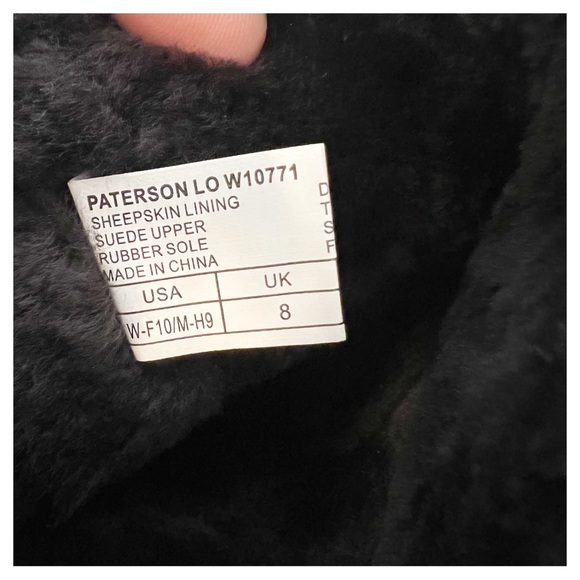 PATERSON LO W10771
SHEEPSKIN LINING
SUEDE UPPER
RUBBER SOLE
MADE IN CHINA
D
T
S
F
USA UK
W-F10/M-H9 8